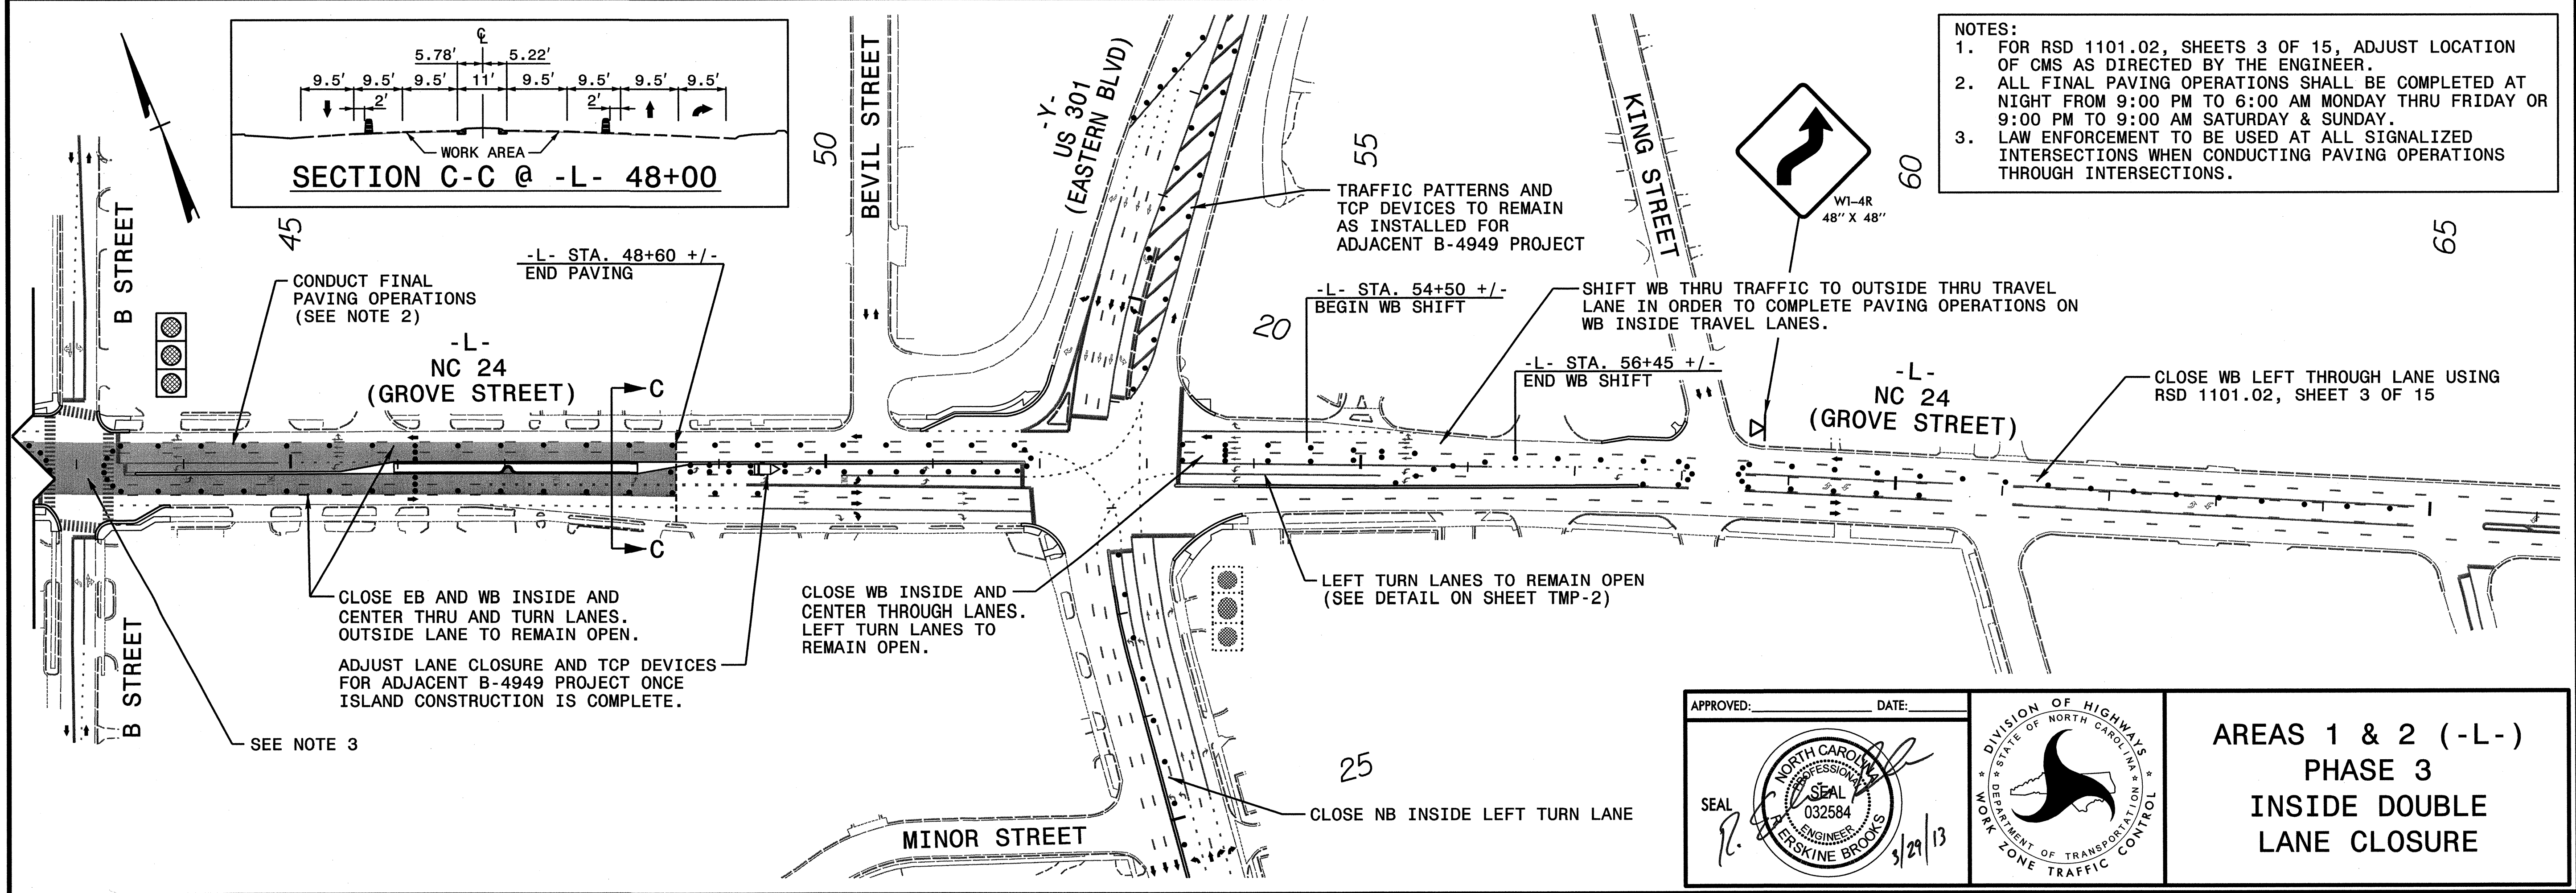 ℄
5.78' 5.22'
9.5' 9.5' 9.5' 11' 9.5' 9.5' 9.5' 9.5'
2' 2'
WORK AREA
SECTION C-C @ -L- 48+00
NOTES:
1. FOR RSD 1101.02, SHEETS 3 OF 15, ADJUST LOCATION
OF CMS AS DIRECTED BY THE ENGINEER.
2. ALL FINAL PAVING OPERATIONS SHALL BE COMPLETED AT
NIGHT FROM 9:00 PM TO 6:00 AM MONDAY THRU FRIDAY OR
9:00 PM TO 9:00 AM SATURDAY & SUNDAY.
3. LAW ENFORCEMENT TO BE USED AT ALL SIGNALIZED
INTERSECTIONS WHEN CONDUCTING PAVING OPERATIONS
THROUGH INTERSECTIONS.
B STREET
45
50
BEVIL STREET
-Y-
US 301
(EASTERN BLVD)
55
KING STREET
60
65
W1-4R
48" X 48"
TRAFFIC PATTERNS AND
TCP DEVICES TO REMAIN
AS INSTALLED FOR
ADJACENT B-4949 PROJECT
CONDUCT FINAL
PAVING OPERATIONS
(SEE NOTE 2)
-L- STA. 48+60 +/-
END PAVING
20
-L- STA. 54+50 +/-
BEGIN WB SHIFT
SHIFT WB THRU TRAFFIC TO OUTSIDE THRU TRAVEL
LANE IN ORDER TO COMPLETE PAVING OPERATIONS ON
WB INSIDE TRAVEL LANES.
-L- STA. 56+45 +/-
END WB SHIFT
-L-
NC 24
(GROVE STREET)
C
C
-L-
NC 24
(GROVE STREET)
CLOSE WB LEFT THROUGH LANE USING
RSD 1101.02, SHEET 3 OF 15
CLOSE EB AND WB INSIDE AND
CENTER THRU AND TURN LANES.
OUTSIDE LANE TO REMAIN OPEN.
ADJUST LANE CLOSURE AND TCP DEVICES
FOR ADJACENT B-4949 PROJECT ONCE
ISLAND CONSTRUCTION IS COMPLETE.
CLOSE WB INSIDE AND
CENTER THROUGH LANES.
LEFT TURN LANES TO
REMAIN OPEN.
LEFT TURN LANES TO REMAIN OPEN
(SEE DETAIL ON SHEET TMP-2)
B STREET
SEE NOTE 3
25
CLOSE NB INSIDE LEFT TURN LANE
MINOR STREET
APPROVED: DATE:
SEAL
NORTH CAROLINA
PROFESSIONAL
SEAL
032584
ENGINEER
R. ERSKINE BROOKS
3/29/13
DIVISION OF HIGHWAYS
STATE OF NORTH CAROLINA
DEPARTMENT OF TRANSPORTATION
WORK ZONE TRAFFIC CONTROL
AREAS 1 & 2 (-L-)
PHASE 3
INSIDE DOUBLE
LANE CLOSURE